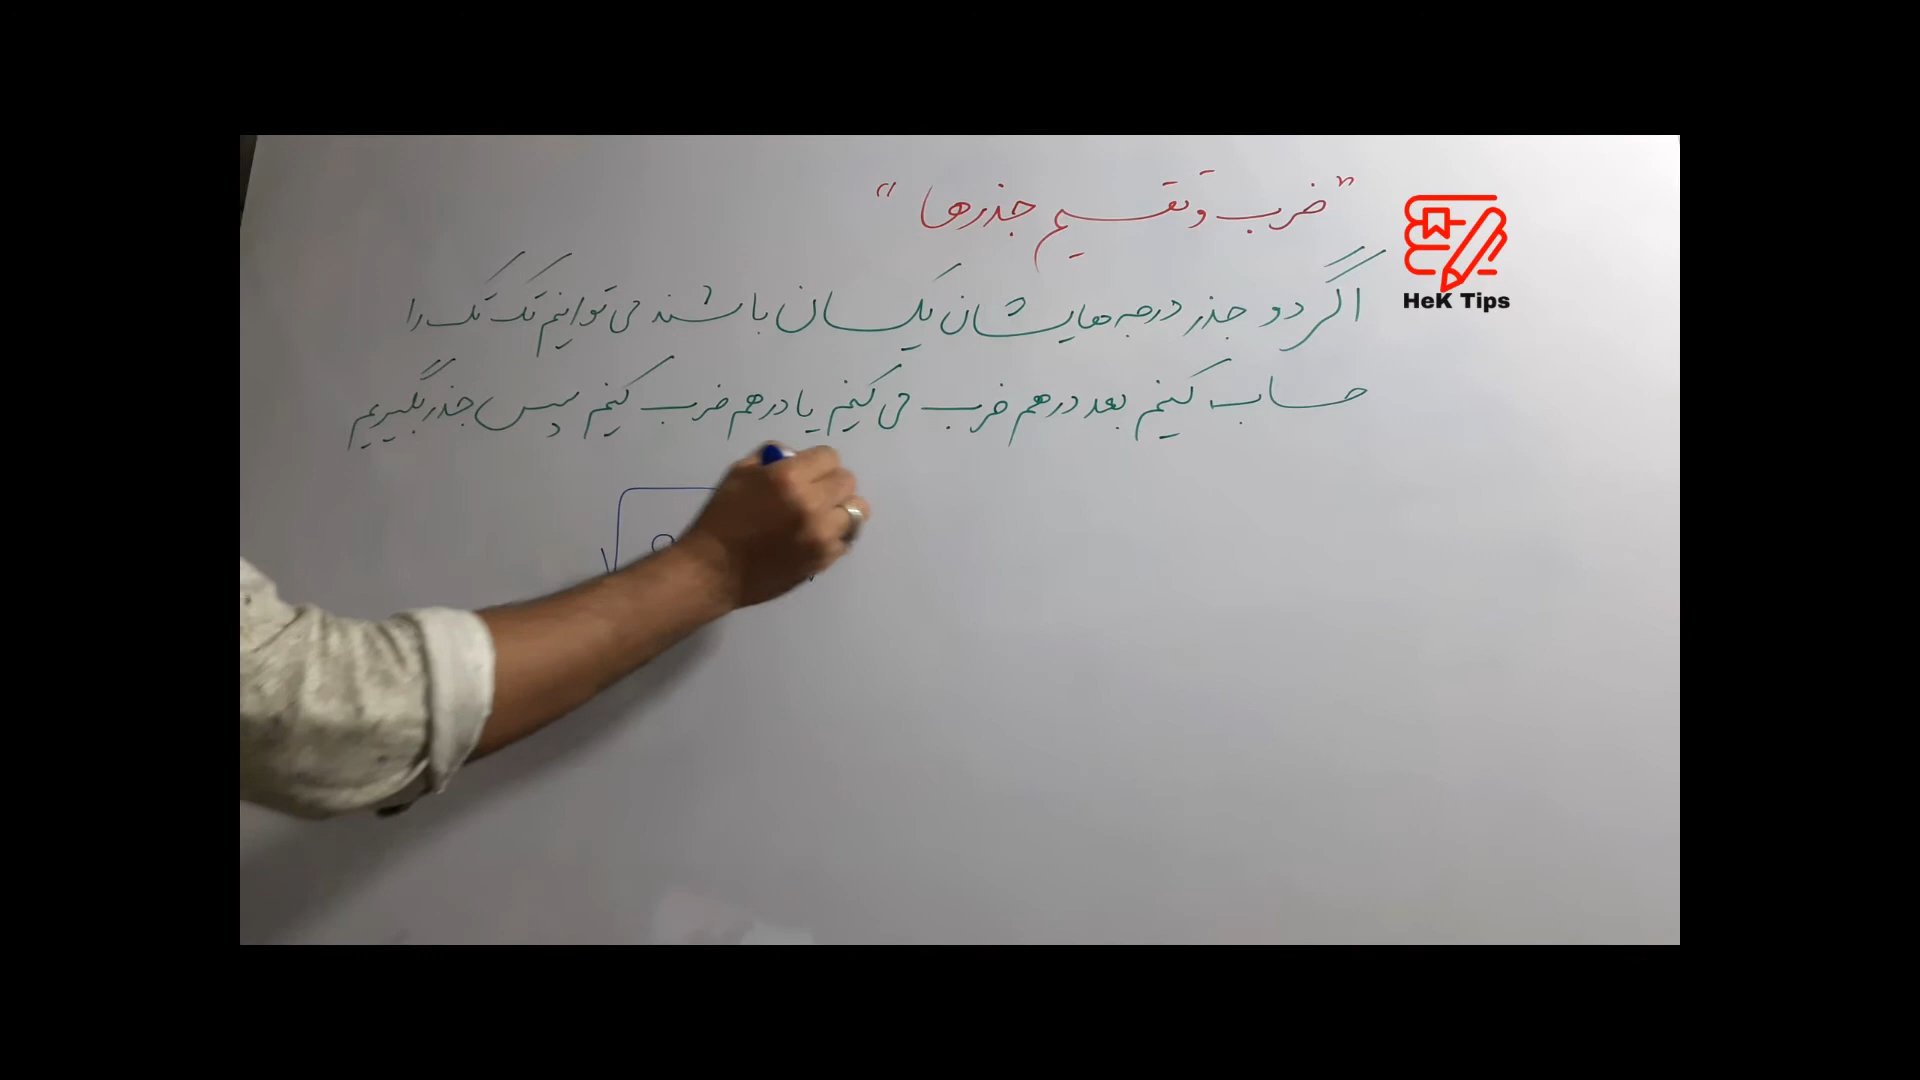 "ضرب و تقسیم جذرها"
HeK Tips
اگر دو جذر درجه هایشان یکسان باشند می توانیم تک تک را
حساب کنیم بعد در هم ضرب می کنیم یا در هم ضرب کنیم سپس جذر بگیریم